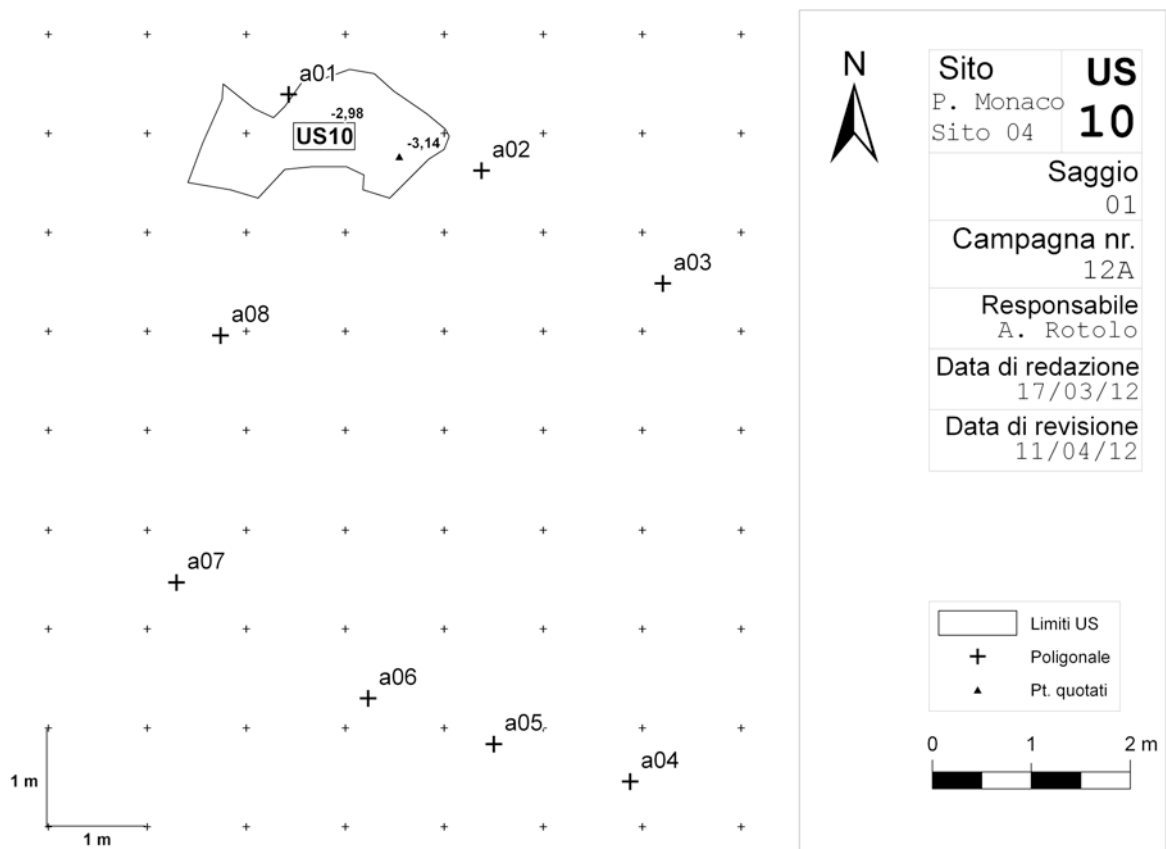 a01
-2,98
US10
-3,14
a02
a03
a08
a07
a06
a05
a04
1 m
1 m
N
Sito
P. Monaco
Sito 04
US
10
Saggio
01
Campagna nr.
12A
Responsabile
A. Rotolo
Data di redazione
17/03/12
Data di revisione
11/04/12
Limiti US
Poligonale
Pt. quotati
0 1 2 m